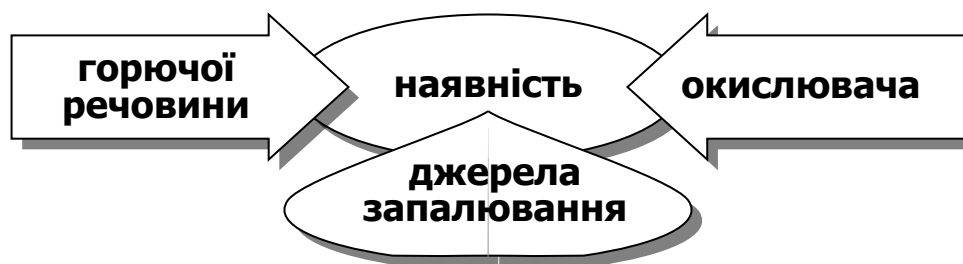 горючої
речовини
наявність
окислювача
джерела
запалювання